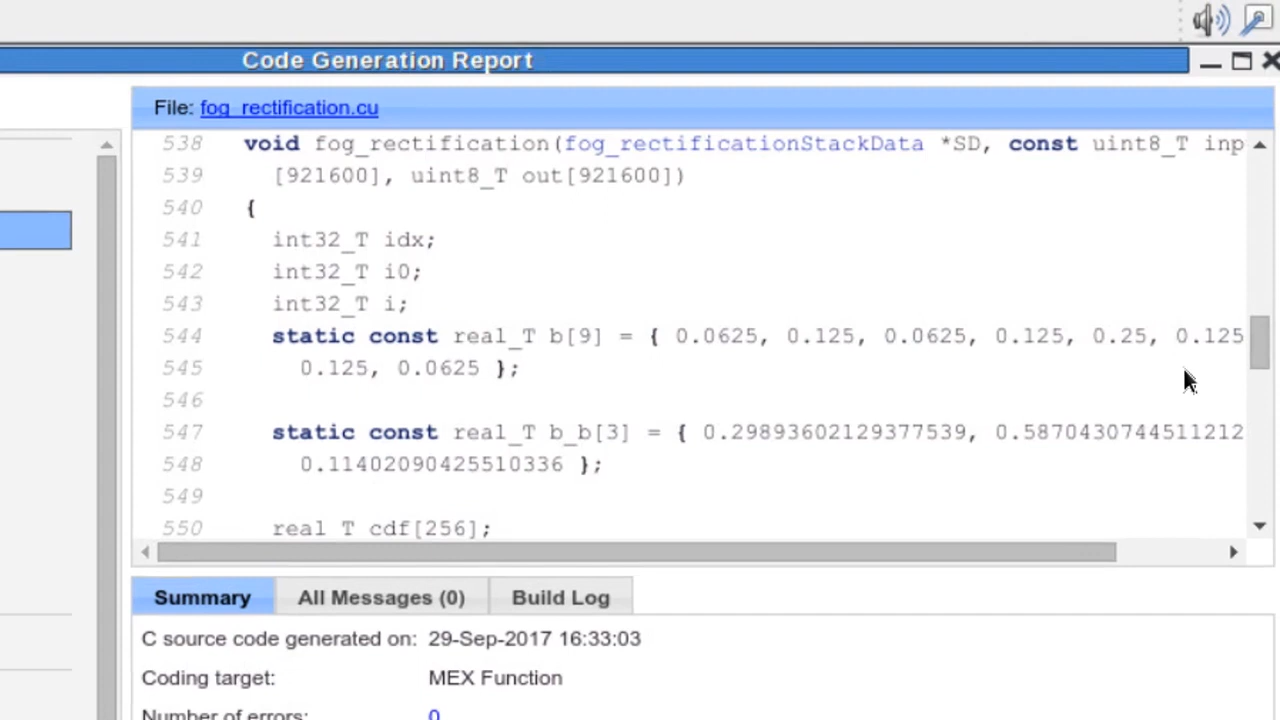 Code Generation Report
File: fog_rectification.cu
538 void fog_rectification(fog_rectificationStackData *SD, const uint8_T inp
539 [921600], uint8_T out[921600])
540 {
541 int32_T idx;
542 int32_T i0;
543 int32_T i;
544 static const real_T b[9] = { 0.0625, 0.125, 0.0625, 0.125, 0.25, 0.125
545 0.125, 0.0625 };
546
547 static const real_T b_b[3] = { 0.29893602129377539, 0.5870430744511212
548 0.11402090425510336 };
549
550 real_T cdf[256];
Summary All Messages (0) Build Log
C source code generated on: 29-Sep-2017 16:33:03
Coding target: MEX Function
Number of errors: 0